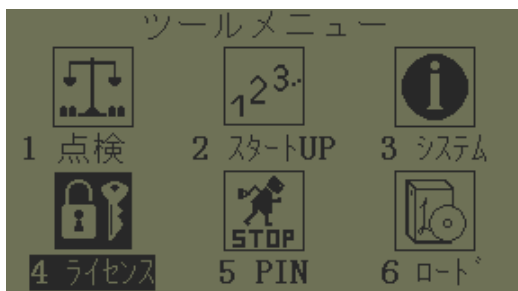 ツールメニュー
123..
1 点検 2 ｽﾀｰﾄUP 3 ｼｽﾃﾑ
STOP
4 ﾗｲｾﾝｽ 5 PIN 6 ﾛｰﾄﾞ